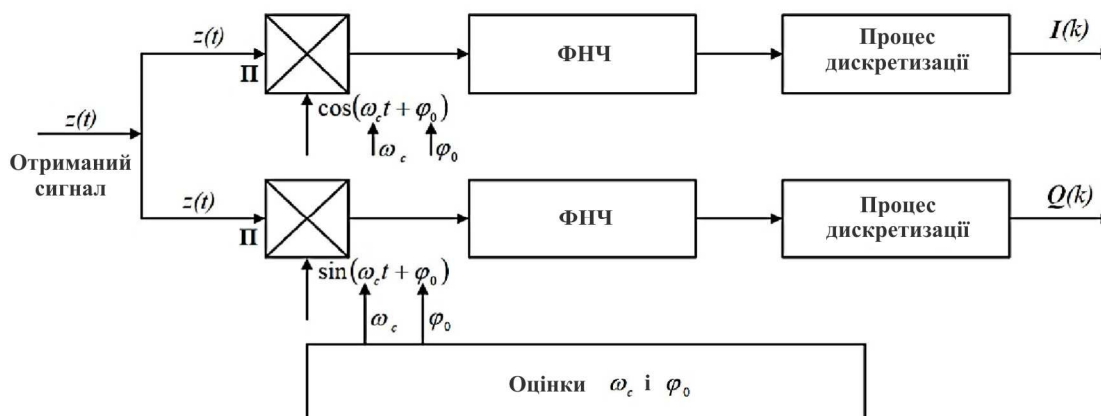 z(t)
П
ФНЧ
Процес
дискретизації
I(k)
cos(ω_c t + φ_0)
ω_c φ_0
z(t)
Отриманий
сигнал
z(t)
П
ФНЧ
Процес
дискретизації
Q(k)
sin(ω_c t + φ_0)
ω_c φ_0
Оцінки ω_c і φ_0